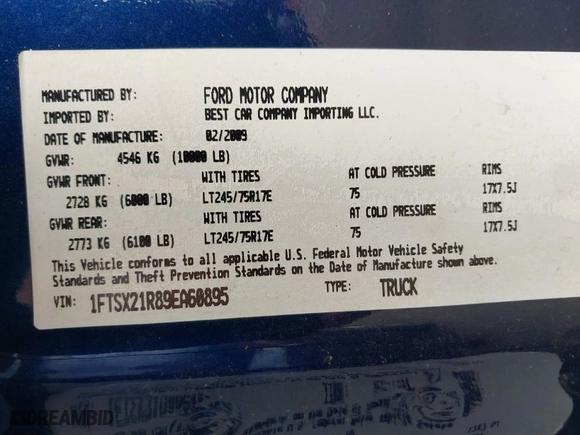 MANUFACTURED BY: FORD MOTOR COMPANY
IMPORTED BY: BEST CAR COMPANY IMPORTING LLC.
DATE OF MANUFACTURE: 02/2009
GVWR: 4546 KG (10000 LB)
GVWR FRONT: WITH TIRES AT COLD PRESSURE RIMS
2728 KG (6000 LB) LT245/75R17E 75 17X7.5J
GVWR REAR: WITH TIRES AT COLD PRESSURE RIMS
2773 KG (6100 LB) LT245/75R17E 75 17X7.5J
This Vehicle conforms to all applicable U.S. Federal Motor Vehicle Safety
Standards and Theft Prevention Standards on the Date of Manufacture shown above.
VIN: 1FTSX21R89EA60895 TYPE: TRUCK
DREAMBID